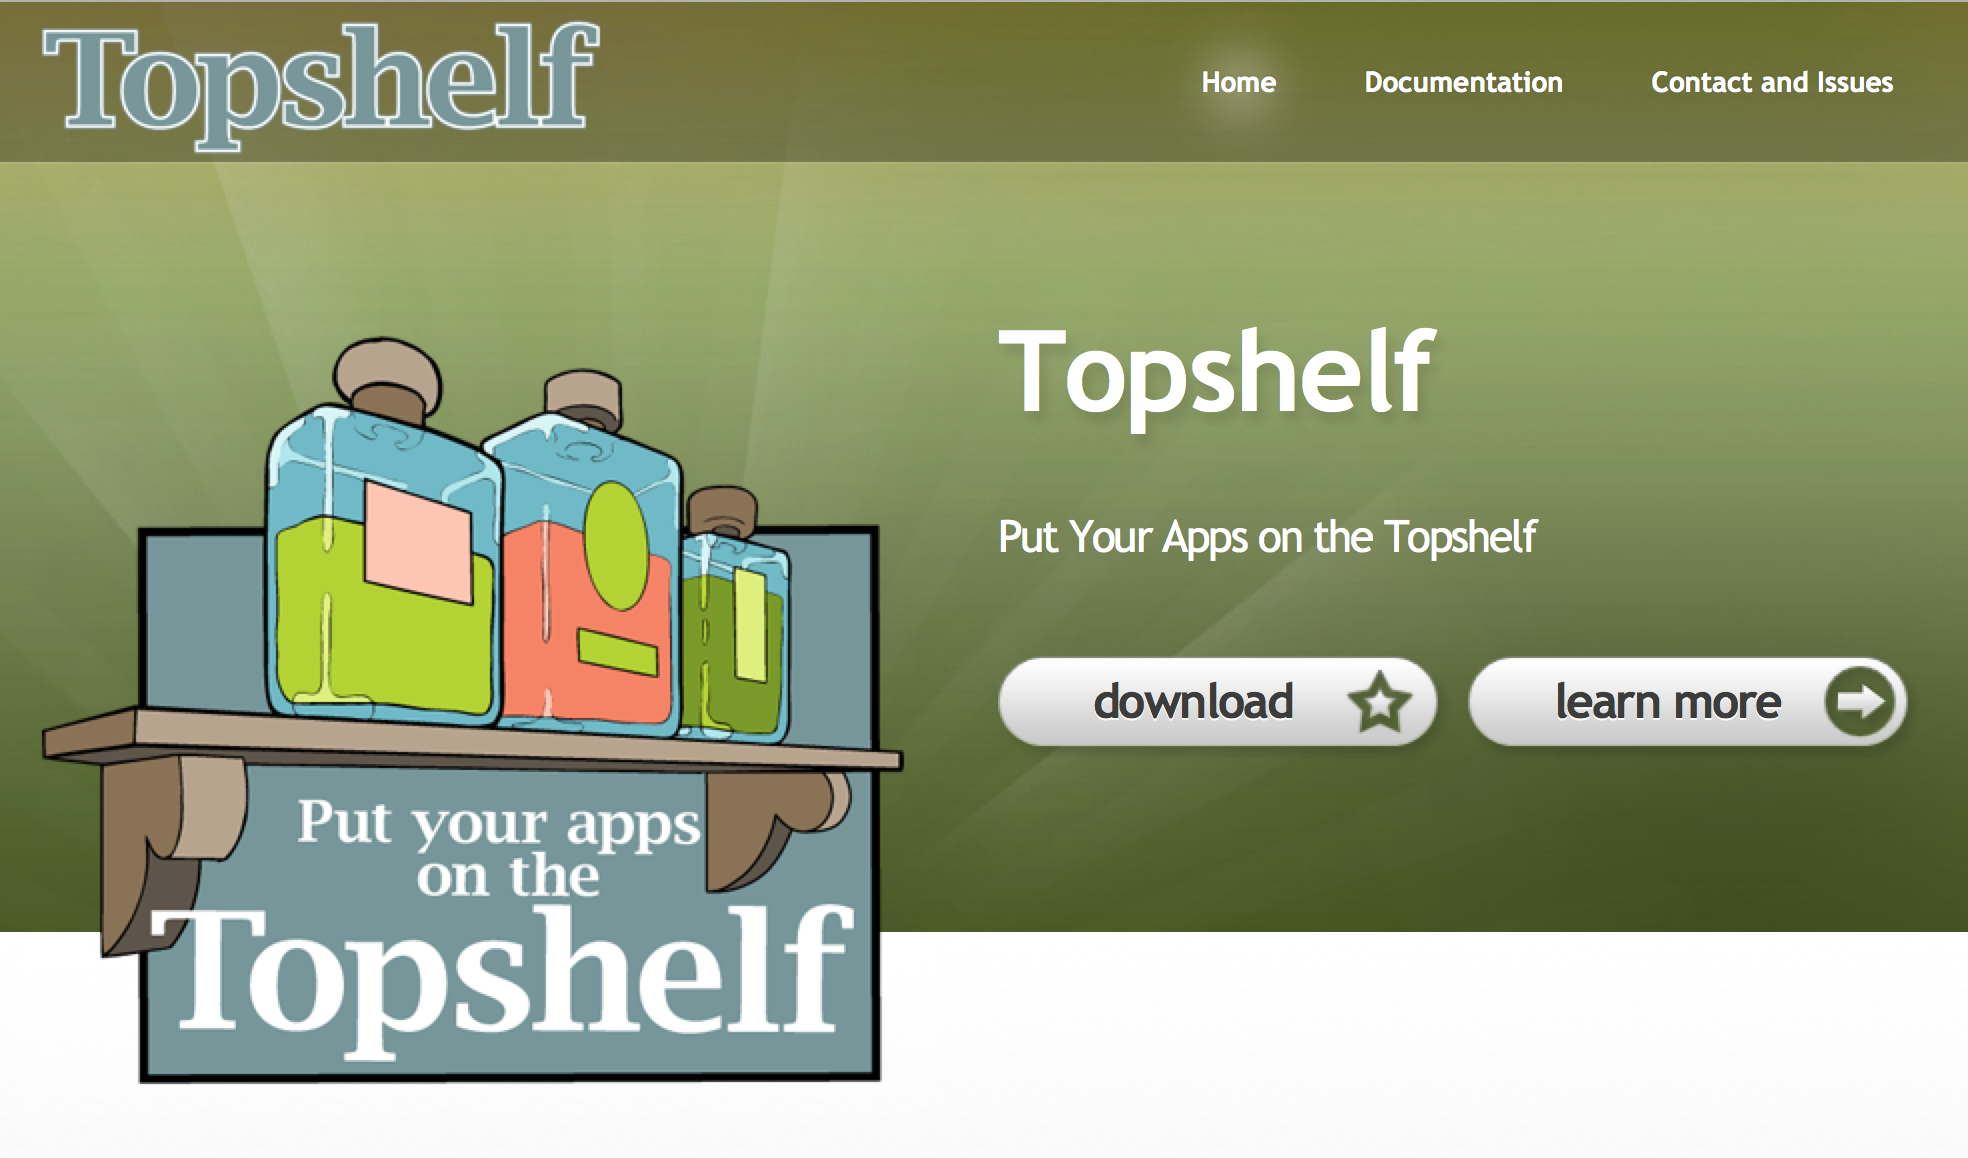 Topshelf
Home
Documentation
Contact and Issues
Topshelf
Put Your Apps on the Topshelf
download
learn more
Put your apps
on the
Topshelf